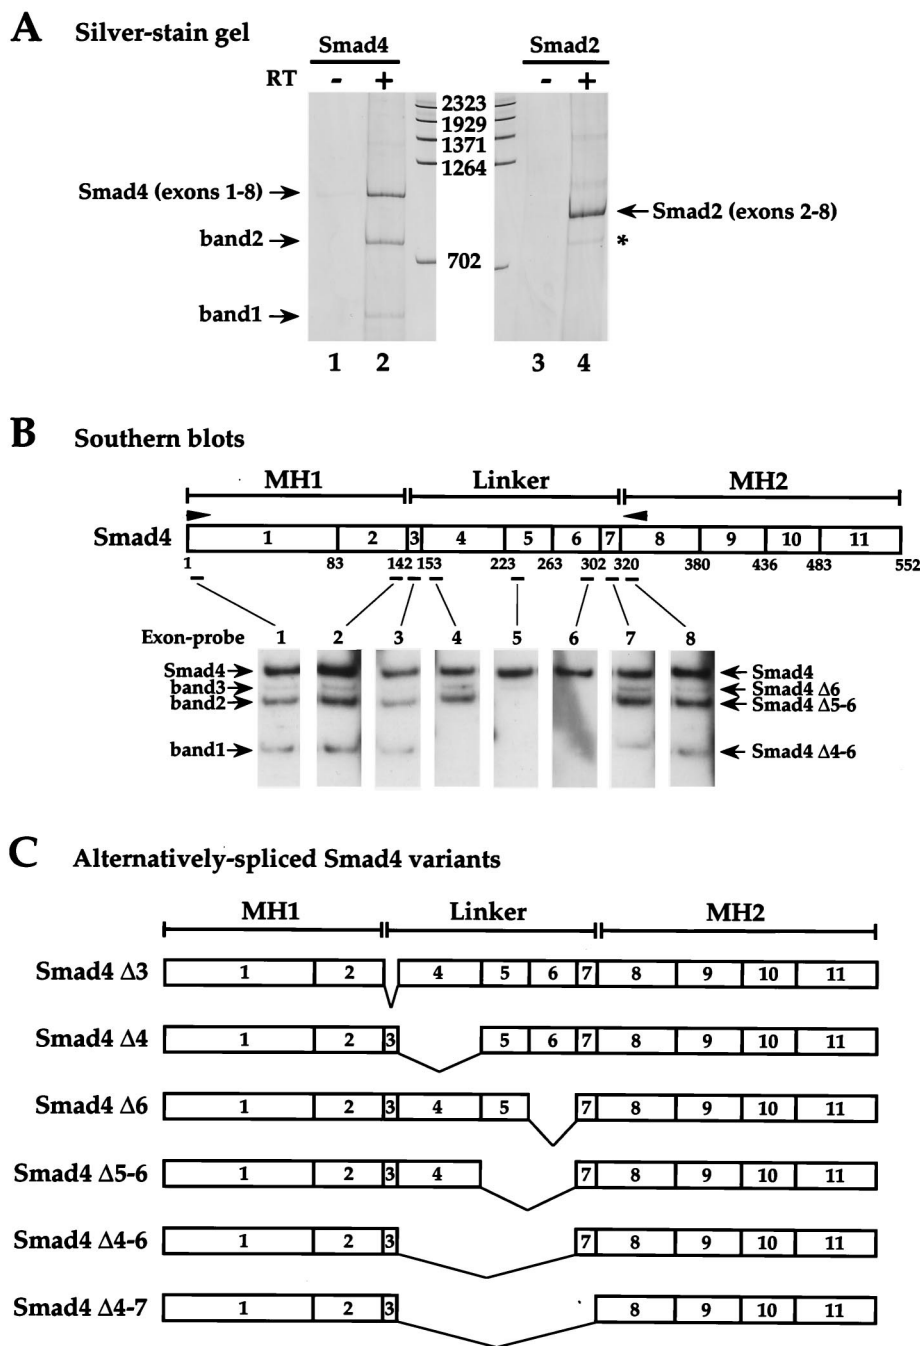 A Silver-stain gel
Smad4 Smad2
RT - + - +
2323
1929
1371
1264
Smad4 (exons 1-8) Smad2 (exons 2-8)
band2 *
702
band1
1 2 3 4
B Southern blots
MH1 Linker MH2
Smad4 1 2 3 4 5 6 7 8 9 10 11
1 83 142 153 223 263 302 320 380 436 483 552
Exon-probe 1 2 3 4 5 6 7 8
Smad4 Smad4
band3 Smad4 Δ6
band2 Smad4 Δ5-6
band1 Smad4 Δ4-6
C Alternatively-spliced Smad4 variants
MH1 Linker MH2
Smad4 Δ3 1 2 4 5 6 7 8 9 10 11
Smad4 Δ4 1 2 3 5 6 7 8 9 10 11
Smad4 Δ6 1 2 3 4 5 7 8 9 10 11
Smad4 Δ5-6 1 2 3 4 7 8 9 10 11
Smad4 Δ4-6 1 2 3 7 8 9 10 11
Smad4 Δ4-7 1 2 3 8 9 10 11